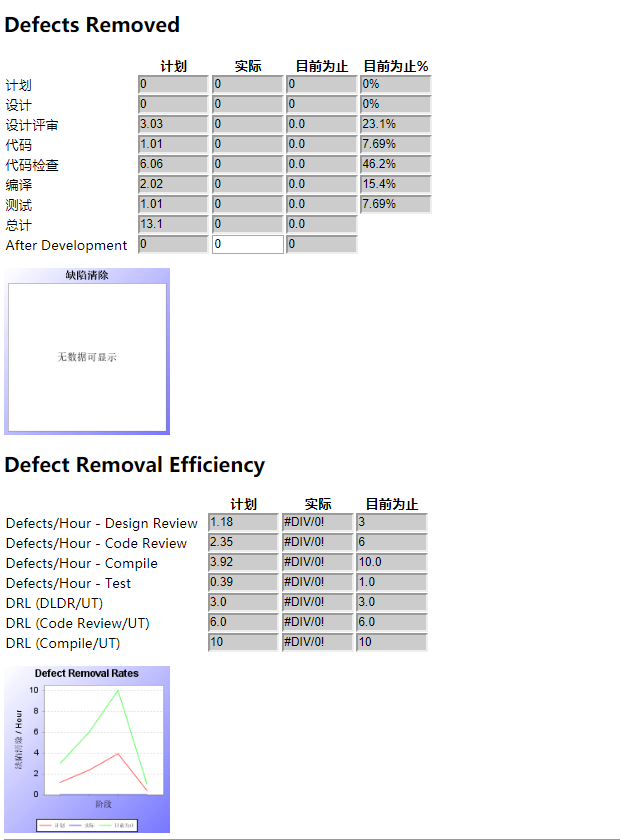 Defects Removed
计划 实际 目前为止 目前为止%
计划 0 0 0 0%
设计 0 0 0 0%
设计评审 3.03 0 0.0 23.1%
代码 1.01 0 0.0 7.69%
代码检查 6.06 0 0.0 46.2%
编译 2.02 0 0.0 15.4%
测试 1.01 0 0.0 7.69%
总计 13.1 0 0.0
After Development 0 0 0
缺陷清除
无数据可显示
Defect Removal Efficiency
计划 实际 目前为止
Defects/Hour - Design Review 1.18 #DIV/0! 3
Defects/Hour - Code Review 2.35 #DIV/0! 6
Defects/Hour - Compile 3.92 #DIV/0! 10.0
Defects/Hour - Test 0.39 #DIV/0! 1.0
DRL (DLDR/UT) 3.0 #DIV/0! 3.0
DRL (Code Review/UT) 6.0 #DIV/0! 6.0
DRL (Compile/UT) 10 #DIV/0! 10
Defect Removal Rates
缺陷清除 / Hour
10
8
6
4
2
0
阶段
计划 实际 目前为止